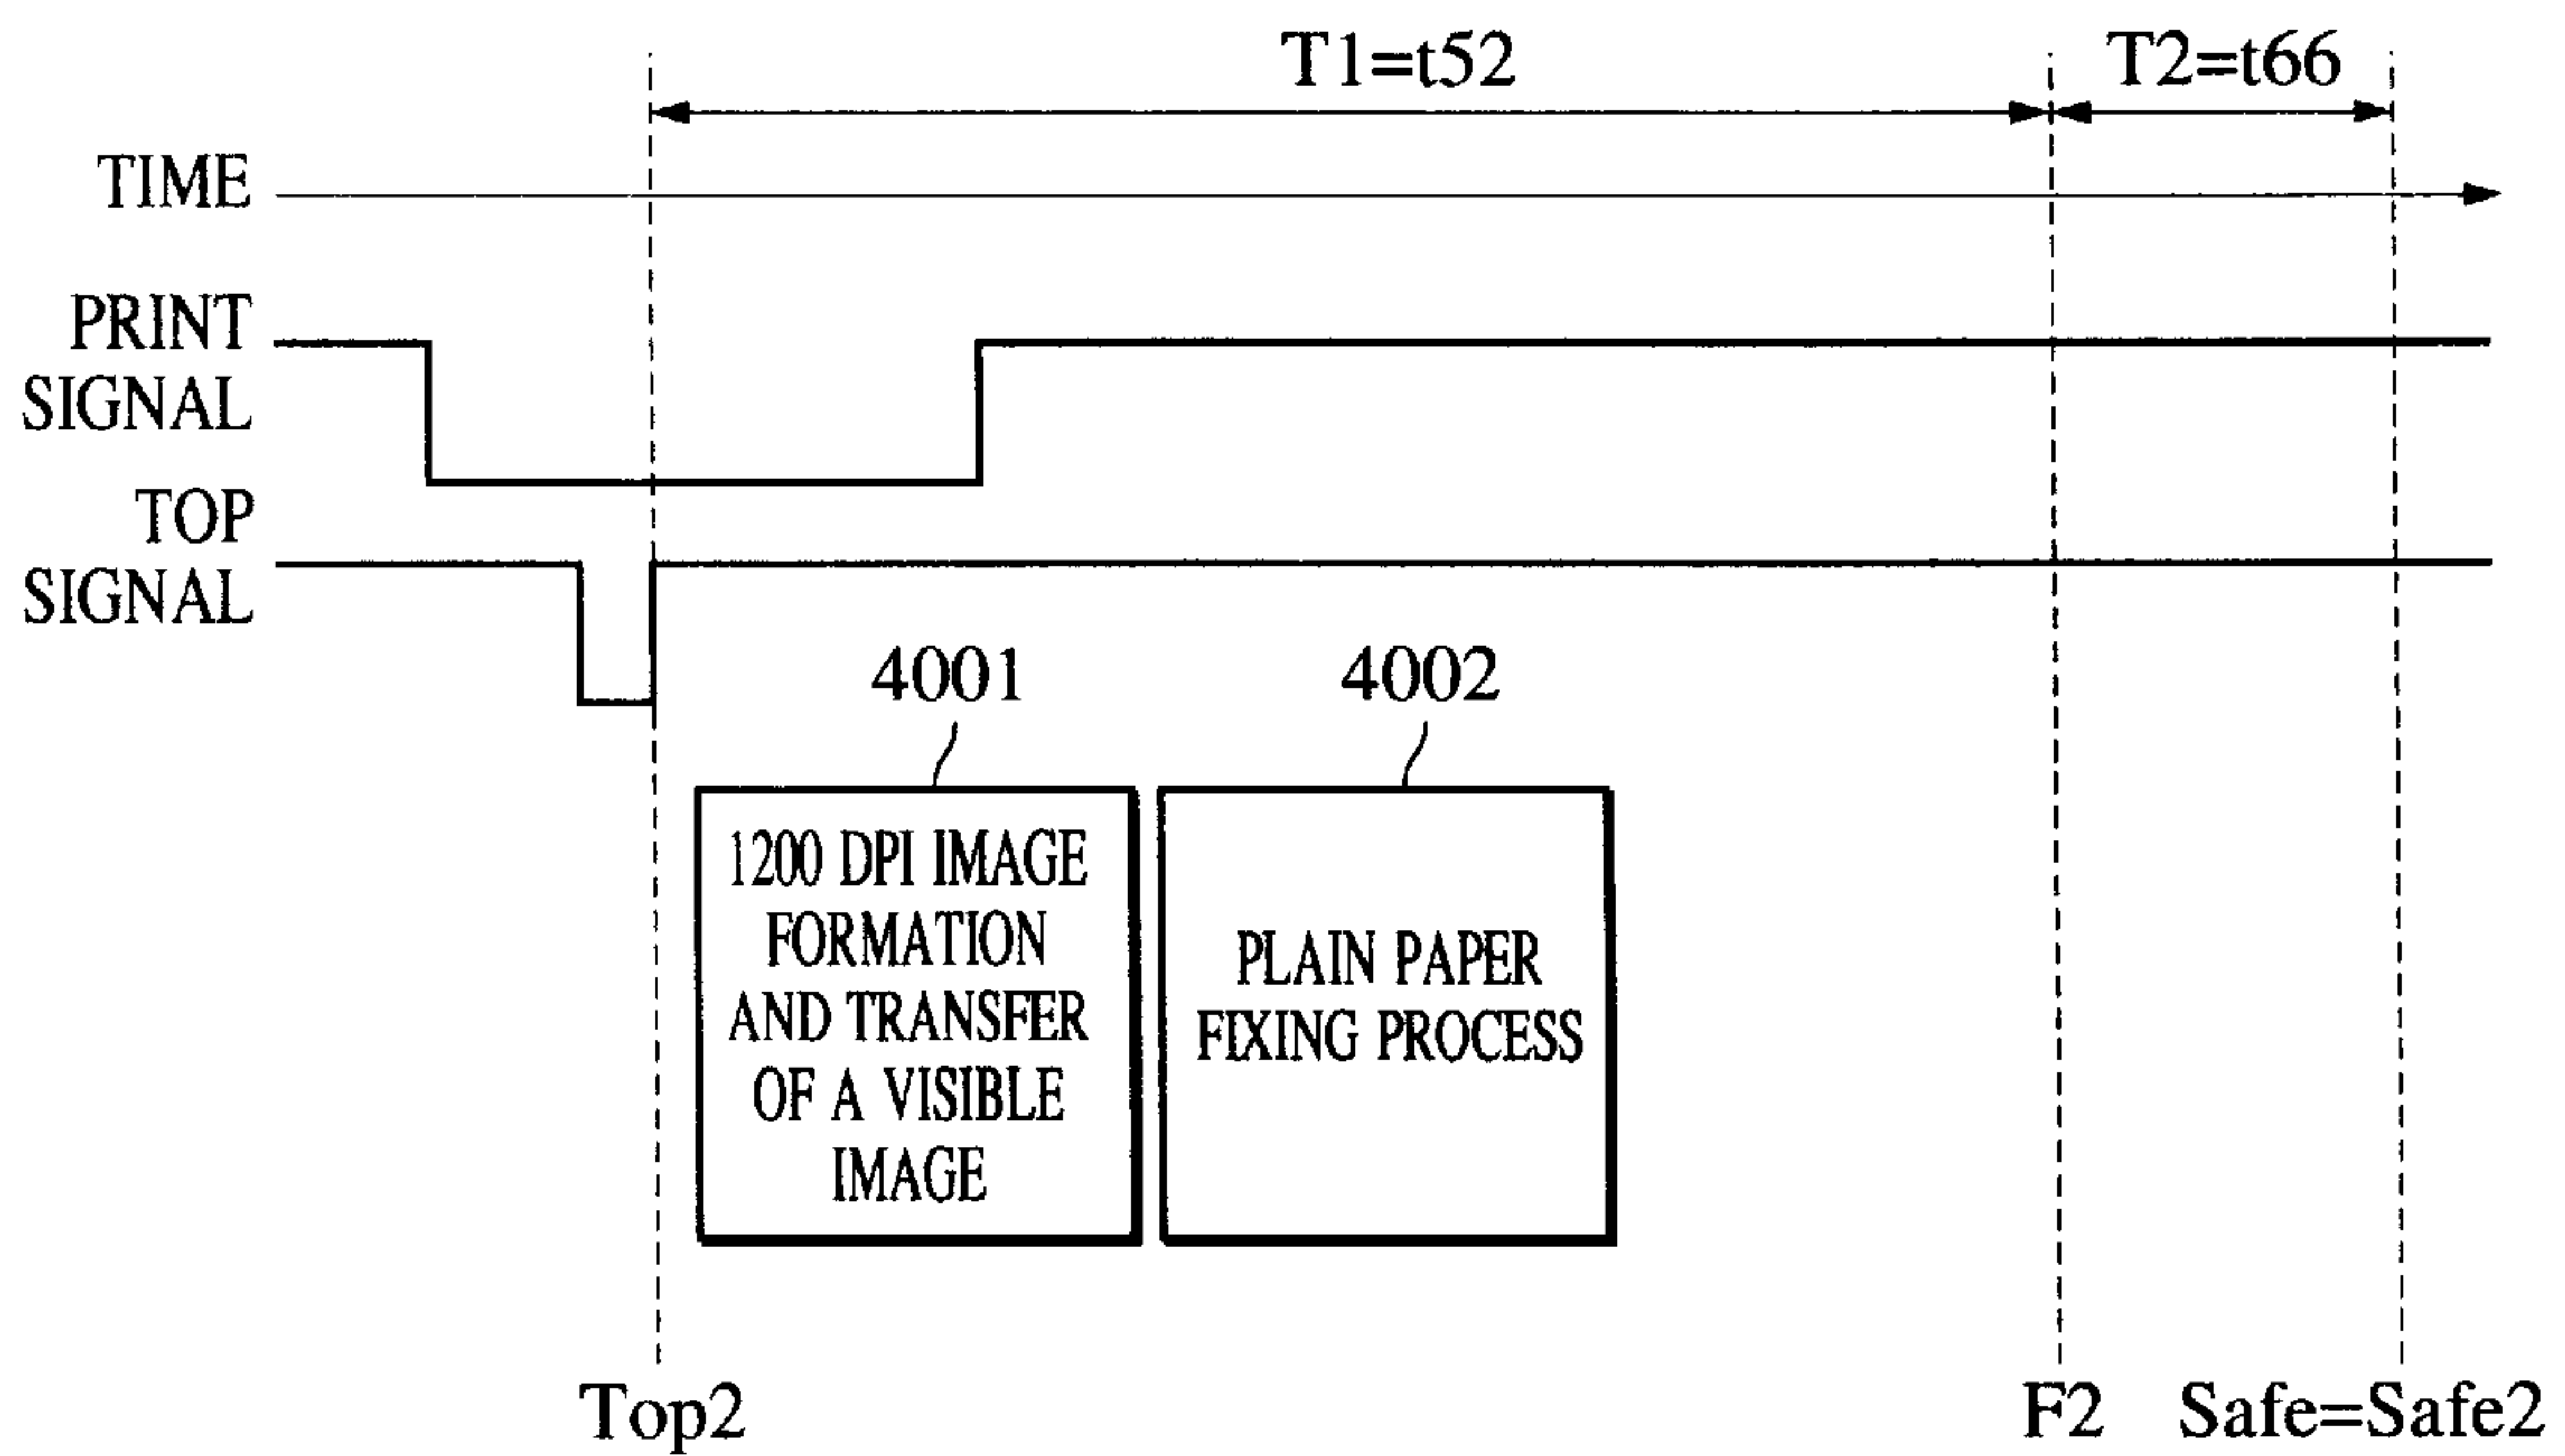 T1=t52
T2=t66
TIME
PRINT
SIGNAL
TOP
SIGNAL
4001
4002
1200 DPI IMAGE
FORMATION
AND TRANSFER
OF A VISIBLE
IMAGE
PLAIN PAPER
FIXING PROCESS
Top2
F2
Safe=Safe2